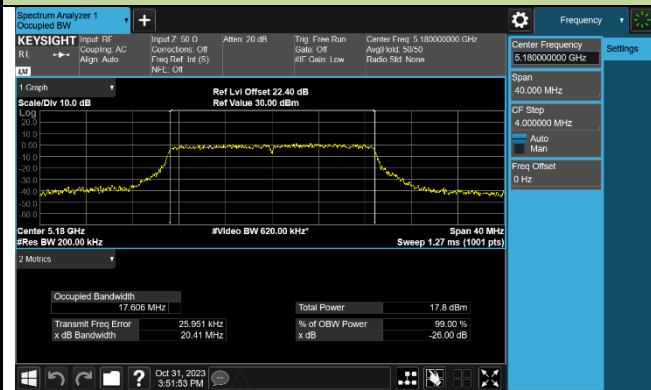 Spectrum Analyzer 1
Occupied BW
+
Frequency
KEYSIGHT
RL
LXI
Input: RF
Coupling: AC
Align: Auto
Input Z: 50 Ω
Corrections: Off
Freq Ref: Int (S)
NFE: Off
Atten: 20 dB
Trig: Free Run
Gate: Off
#IF Gain: Low
Center Freq: 5.180000000 GHz
Avg|Hold: 50/50
Radio Std: None
Center Frequency
5.180000000 GHz
Settings
Span
40.000 MHz
CF Step
4.000000 MHz
Auto
Man
Freq Offset
0 Hz
1 Graph
Scale/Div 10.0 dB
Ref Lvl Offset 22.40 dB
Ref Value 30.00 dBm
Log
20.0
10.0
0.00
-10.0
-20.0
-30.0
-40.0
-50.0
-60.0
Center 5.18 GHz
#Res BW 200.00 kHz
#Video BW 620.00 kHz*
Span 40 MHz
Sweep 1.27 ms (1001 pts)
2 Metrics
Occupied Bandwidth
17.606 MHz
Transmit Freq Error 25.951 kHz
x dB Bandwidth 20.41 MHz
Total Power 17.8 dBm
% of OBW Power 99.00 %
x dB -26.00 dB
?
Oct 31, 2023
3:51:53 PM